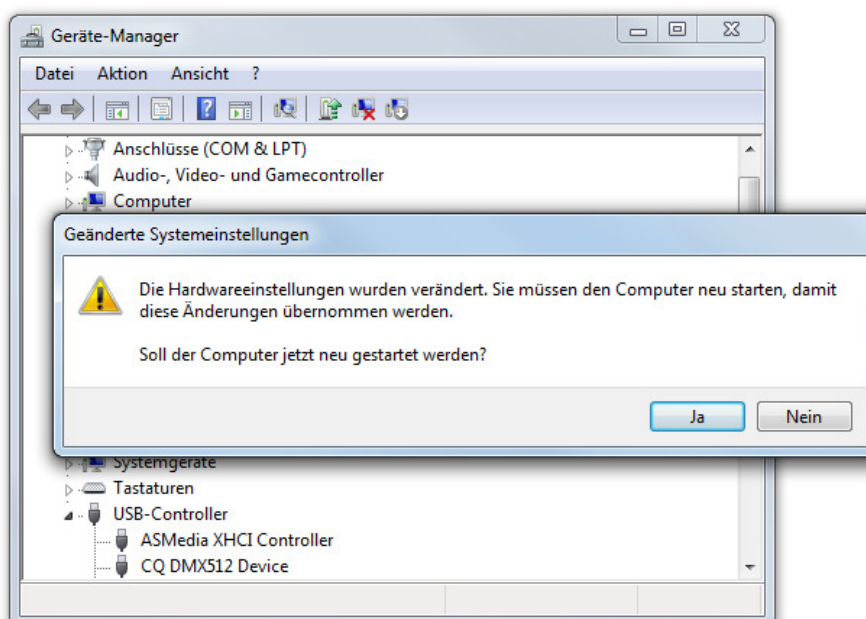 Geräte-Manager
Datei Aktion Ansicht ?
Anschlüsse (COM & LPT)
Audio-, Video- und Gamecontroller
Computer
Geänderte Systemeinstellungen
Die Hardwareeinstellungen wurden verändert. Sie müssen den Computer neu starten, damit
diese Änderungen übernommen werden.
Soll der Computer jetzt neu gestartet werden?
Ja Nein
Systemgeräte
Tastaturen
USB-Controller
ASMedia XHCI Controller
CQ DMX512 Device